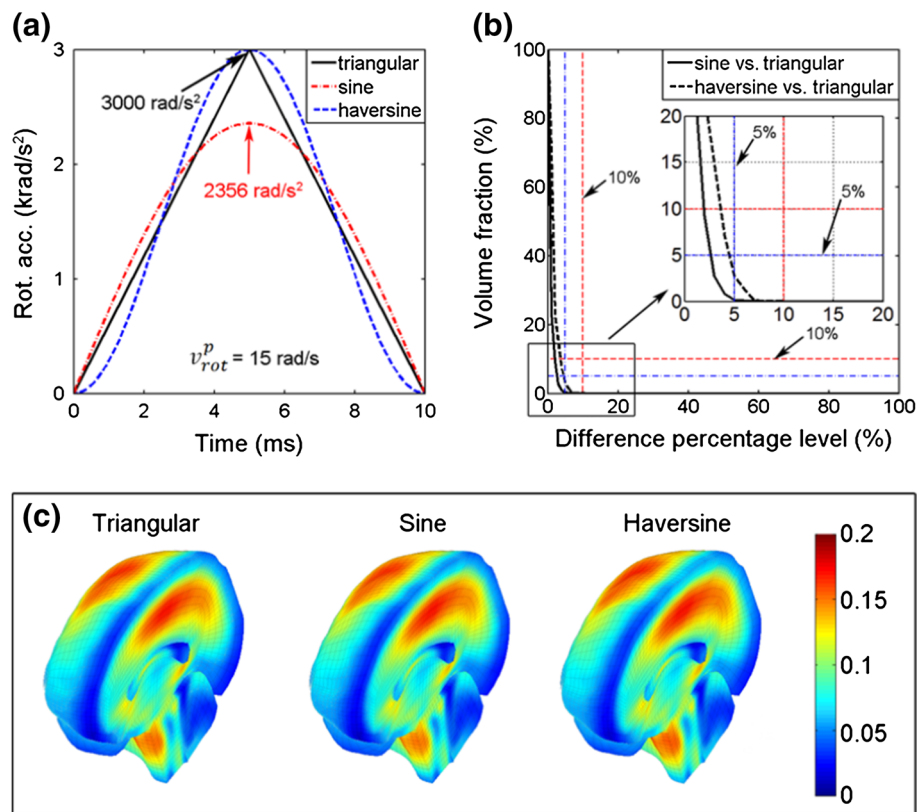 (a)
3
2
1
0
0
2
4
6
8
10
Rot. acc. (krad/s²)
Time (ms)
triangular
sine
haversine
3000 rad/s²
2356 rad/s²
v_rot^p = 15 rad/s
(b)
100
80
60
40
20
0
0
20
40
60
80
100
Volume fraction (%)
Difference percentage level (%)
sine vs. triangular
haversine vs. triangular
10%
10%
20
15
10
5
0
0
5
10
15
20
5%
5%
(c)
Triangular
Sine
Haversine
0.2
0.15
0.1
0.05
0